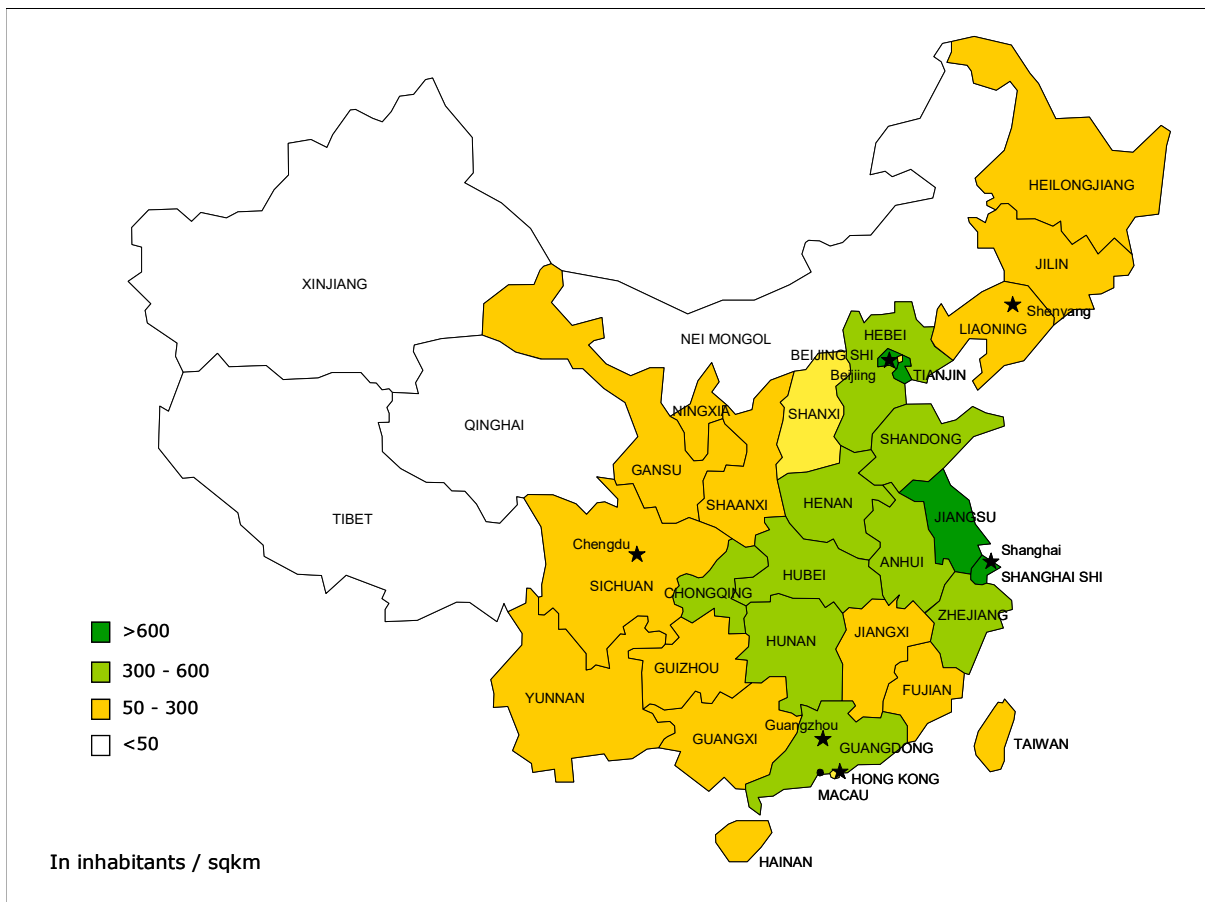 HEILONGJIANG
JILIN
XINJIANG
Shenyang
LIAONING
HEBEI
NEI MONGOL
BEIJING SHI
Beijiing
TIANJIN
NINGXIA
SHANXI
QINGHAI
SHANDONG
GANSU
SHAANXI
HENAN
TIBET
JIANGSU
Chengdu
Shanghai
ANHUI
HUBEI
SHANGHAI SHI
SICHUAN
CHONGQING
ZHEJIANG
>600
JIANGXI
HUNAN
300 - 600
GUIZHOU
FUJIAN
YUNNAN
50 - 300
Guangzhou
GUANGXI
<50
GUANGDONG
TAIWAN
HONG KONG
MACAU
In inhabitants / sqkm
HAINAN